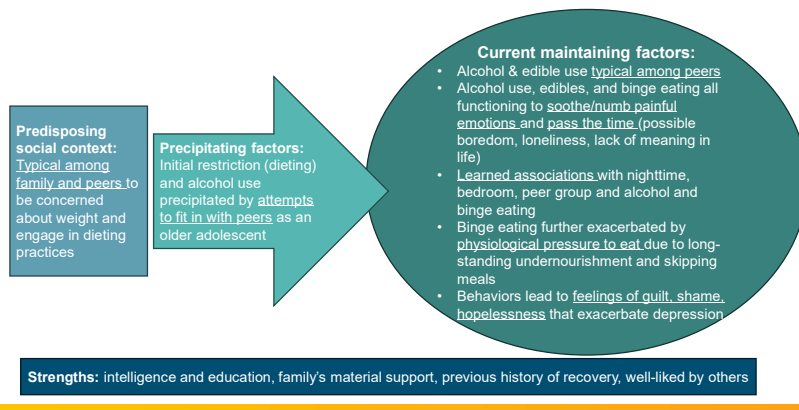 Predisposing
social context:
Typical among
family and peers to
be concerned
about weight and
engage in dieting
practices
Precipitating factors:
Initial restriction (dieting)
and alcohol use
precipitated by attempts
to fit in with peers as an
older adolescent
Current maintaining factors:
• Alcohol & edible use typical among peers
• Alcohol use, edibles, and binge eating all
functioning to soothe/numb painful
emotions and pass the time (possible
boredom, loneliness, lack of meaning in
life)
• Learned associations with nighttime,
bedroom, peer group and alcohol and
binge eating
• Binge eating further exacerbated by
physiological pressure to eat due to long-
standing undernourishment and skipping
meals
• Behaviors lead to feelings of guilt, shame,
hopelessness that exacerbate depression
Strengths: intelligence and education, family's material support, previous history of recovery, well-liked by others